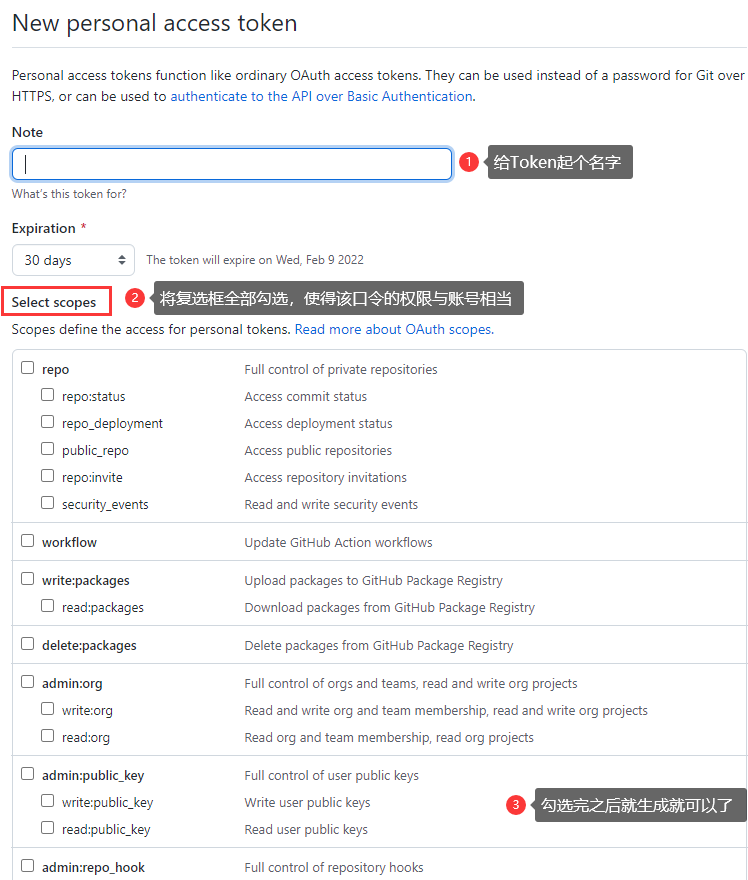 New personal access token
Personal access tokens function like ordinary OAuth access tokens. They can be used instead of a password for Git over
HTTPS, or can be used to authenticate to the API over Basic Authentication.
Note
1 给Token起个名字
What's this token for?
Expiration *
30 days The token will expire on Wed, Feb 9 2022
Select scopes 2 将复选框全部勾选，使得该口令的权限与账号相当
Scopes define the access for personal tokens. Read more about OAuth scopes.
repo Full control of private repositories
repo:status Access commit status
repo_deployment Access deployment status
public_repo Access public repositories
repo:invite Access repository invitations
security_events Read and write security events
workflow Update GitHub Action workflows
write:packages Upload packages to GitHub Package Registry
read:packages Download packages from GitHub Package Registry
delete:packages Delete packages from GitHub Package Registry
admin:org Full control of orgs and teams, read and write org projects
write:org Read and write org and team membership, read and write org projects
read:org Read org and team membership, read org projects
admin:public_key Full control of user public keys
write:public_key Write user public keys 3 勾选完之后就生成就可以了
read:public_key Read user public keys
admin:repo_hook Full control of repository hooks